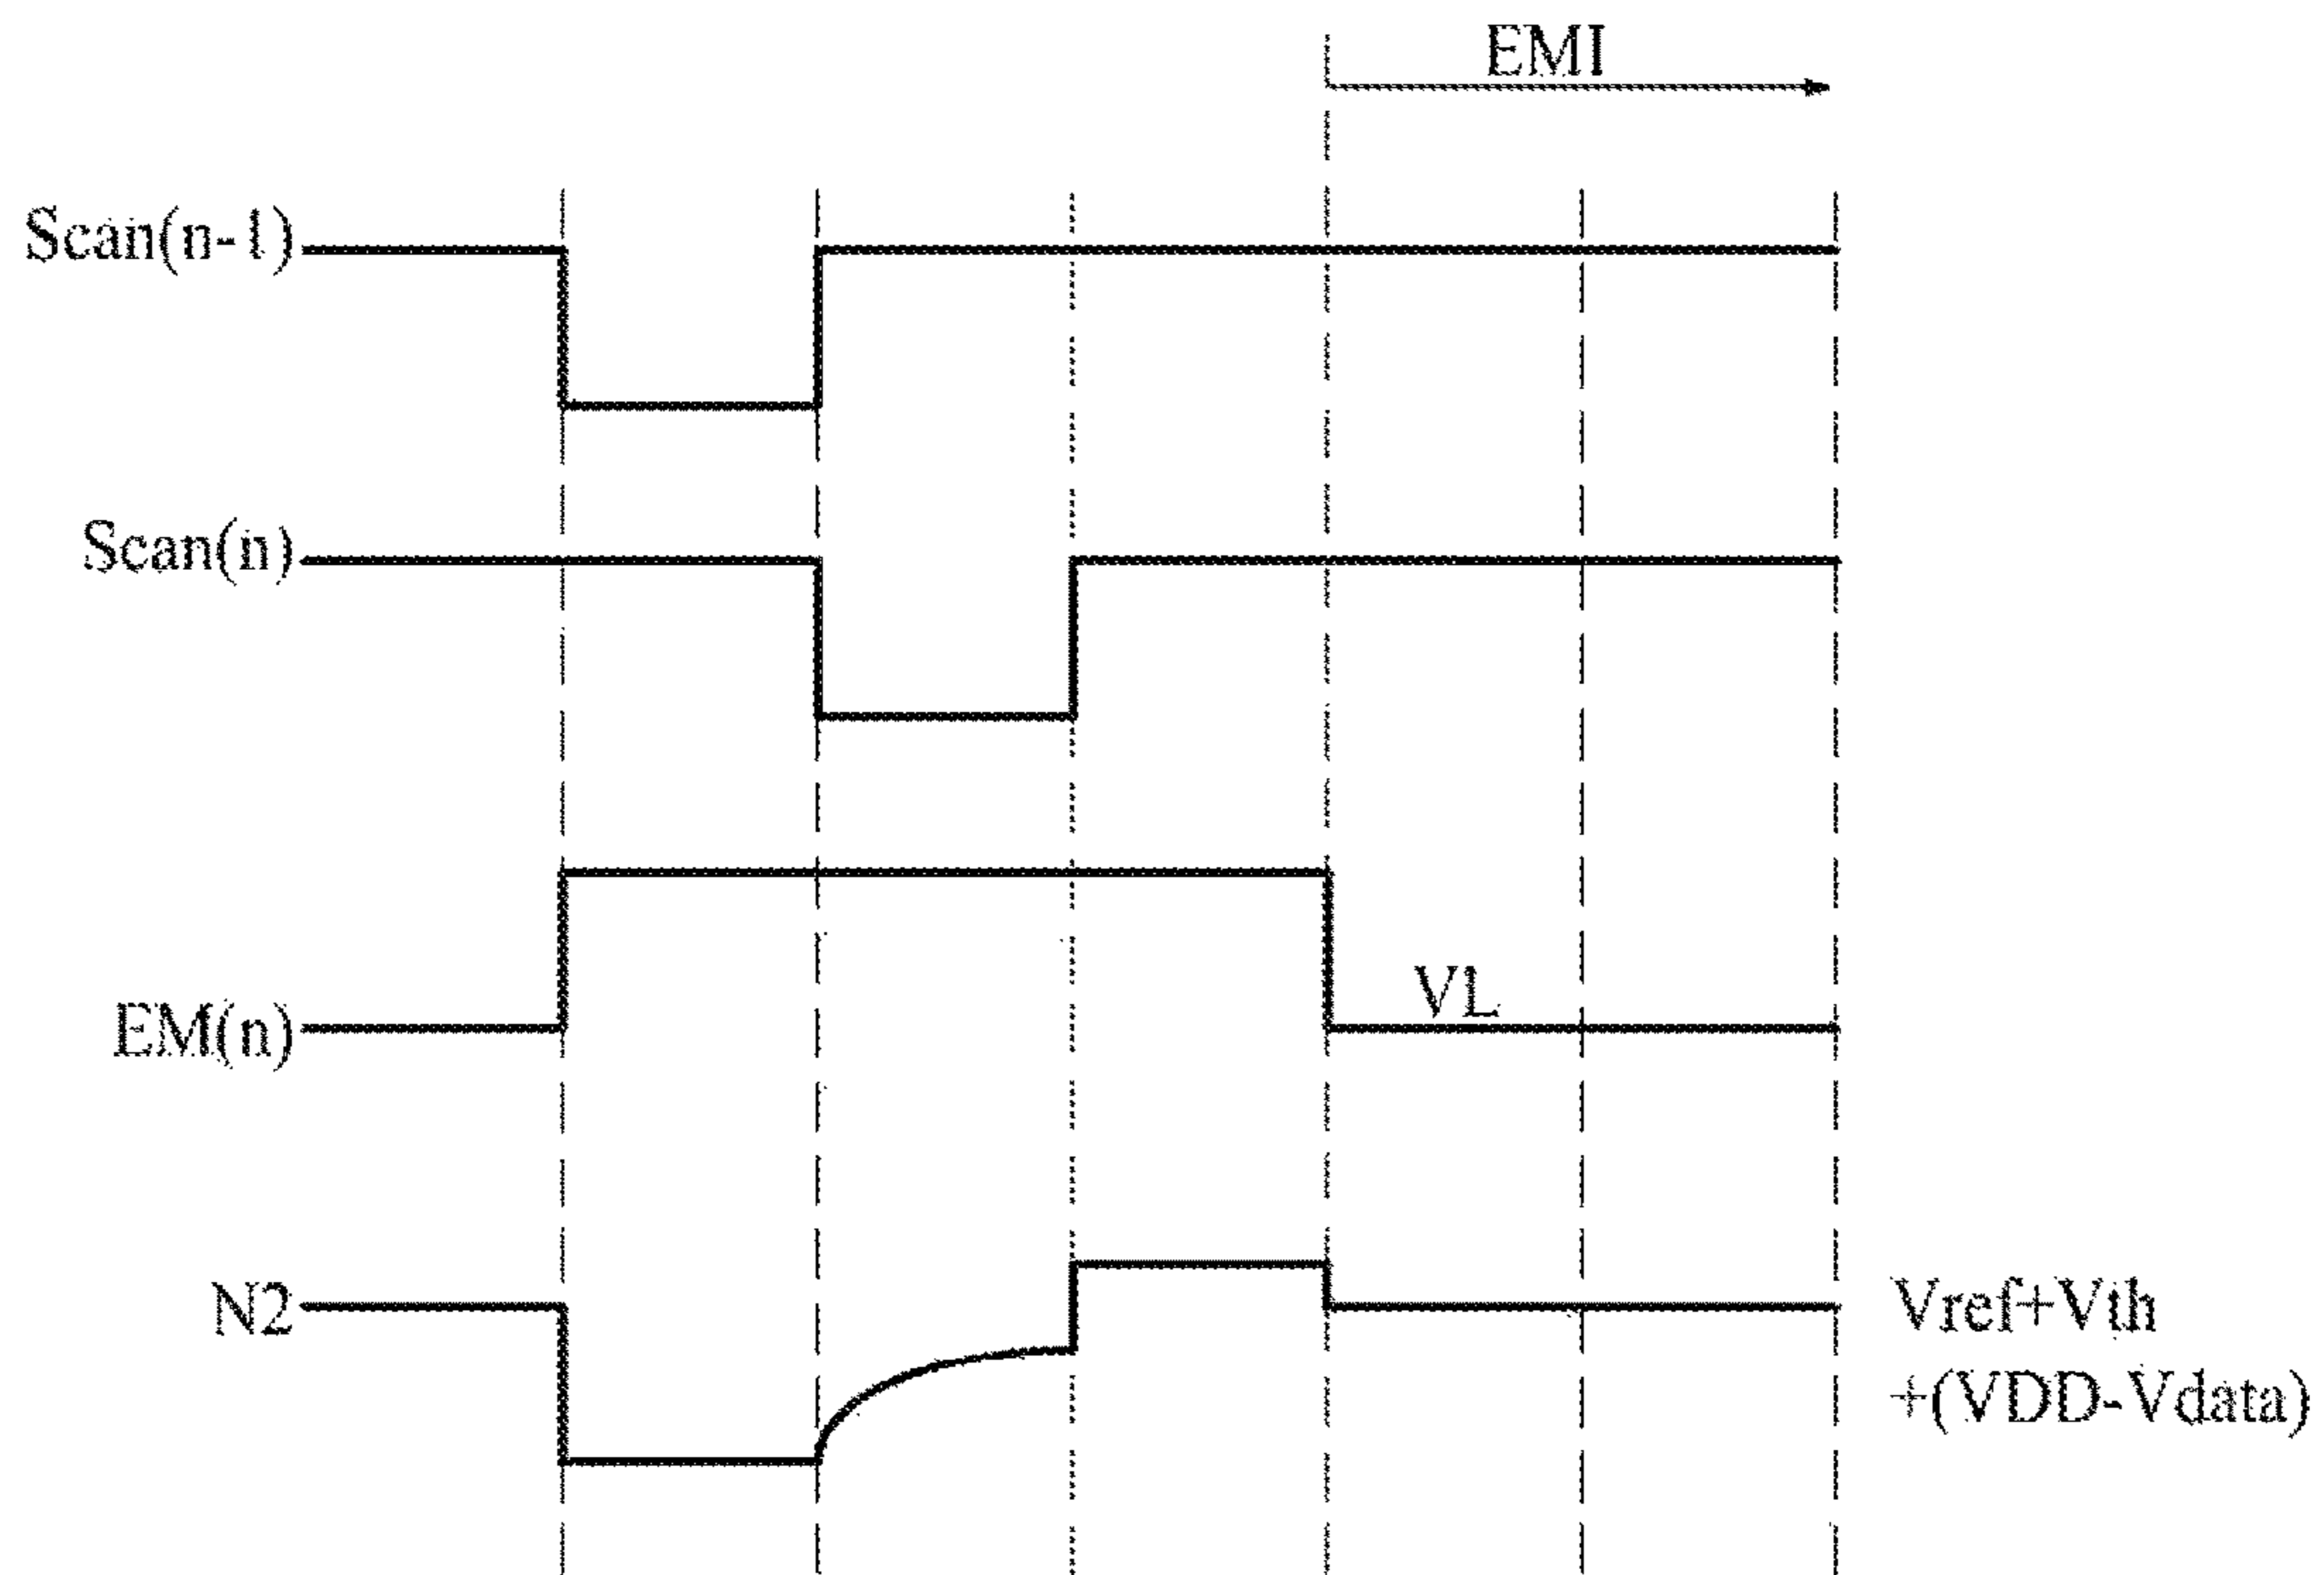 EMI
Scan(n-1)
Scan(n)
EM(n)
VL
N2
Vref+Vth
+(VDD-Vdata)